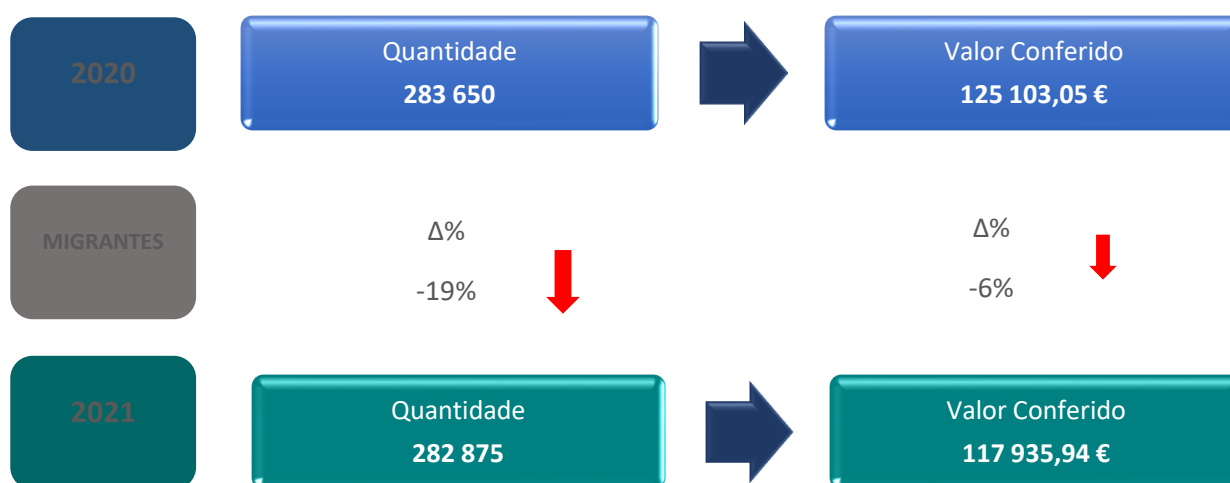 2020
Quantidade
283 650
Valor Conferido
125 103,05 €
MIGRANTES
Δ%
-19%
Δ%
-6%
2021
Quantidade
282 875
Valor Conferido
117 935,94 €